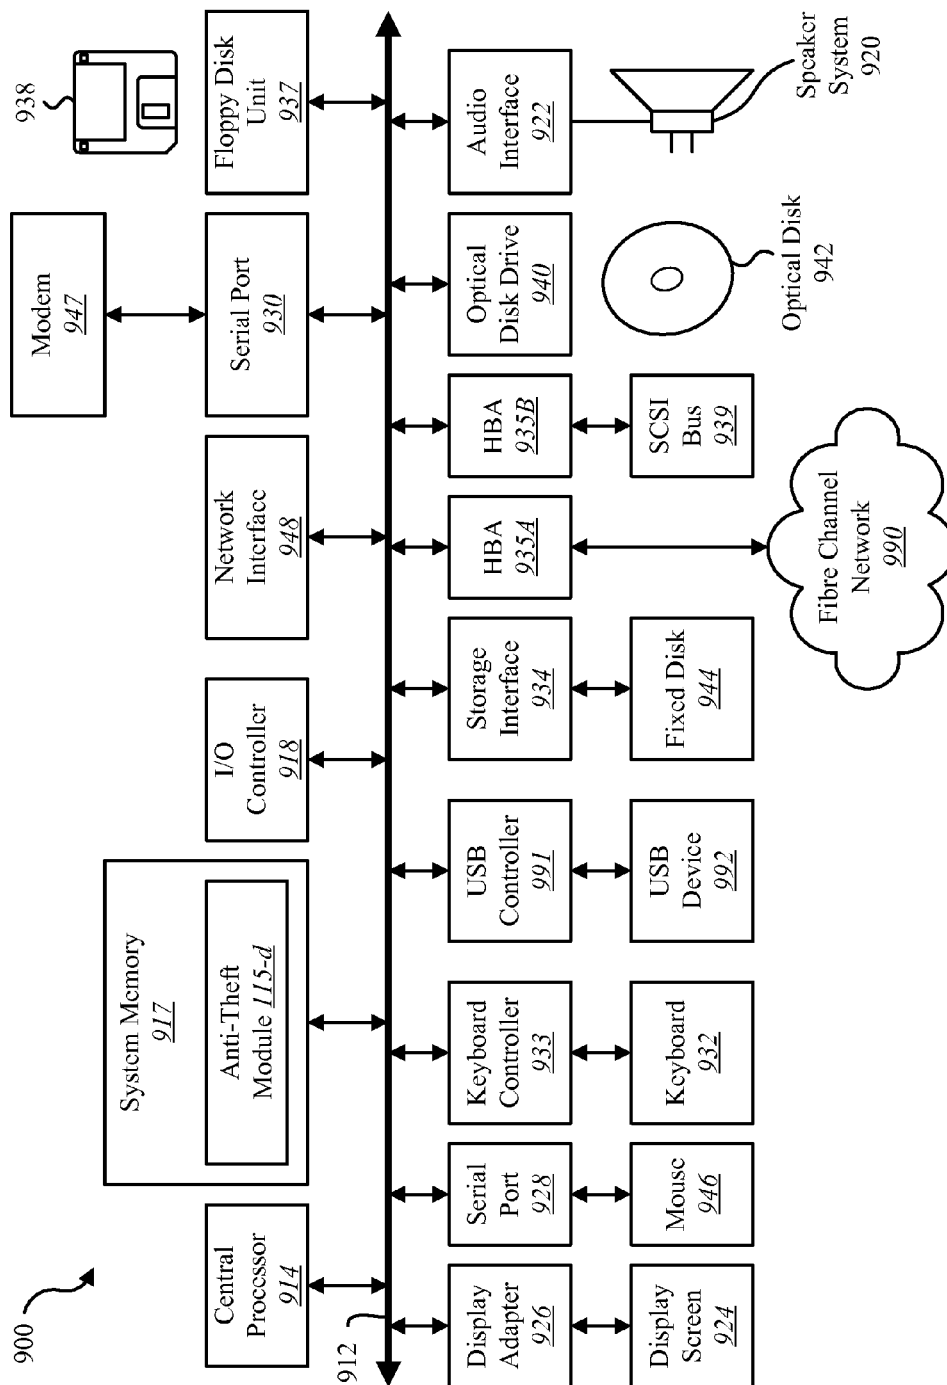 900
938
Modem
947
Central
Processor
914
System Memory
917
Anti-Theft
Module 115-d
I/O
Controller
918
Network
Interface
948
Serial Port
930
Floppy Disk
Unit
937
912
Display
Adapter
926
Serial
Port
928
Keyboard
Controller
933
USB
Controller
991
Storage
Interface
934
HBA
935A
HBA
935B
Optical
Disk Drive
940
Audio
Interface
922
Display
Screen
924
Mouse
946
Keyboard
932
USB
Device
992
Fixed Disk
944
SCSI
Bus
939
Fibre Channel
Network
990
Optical Disk
942
Speaker
System
920